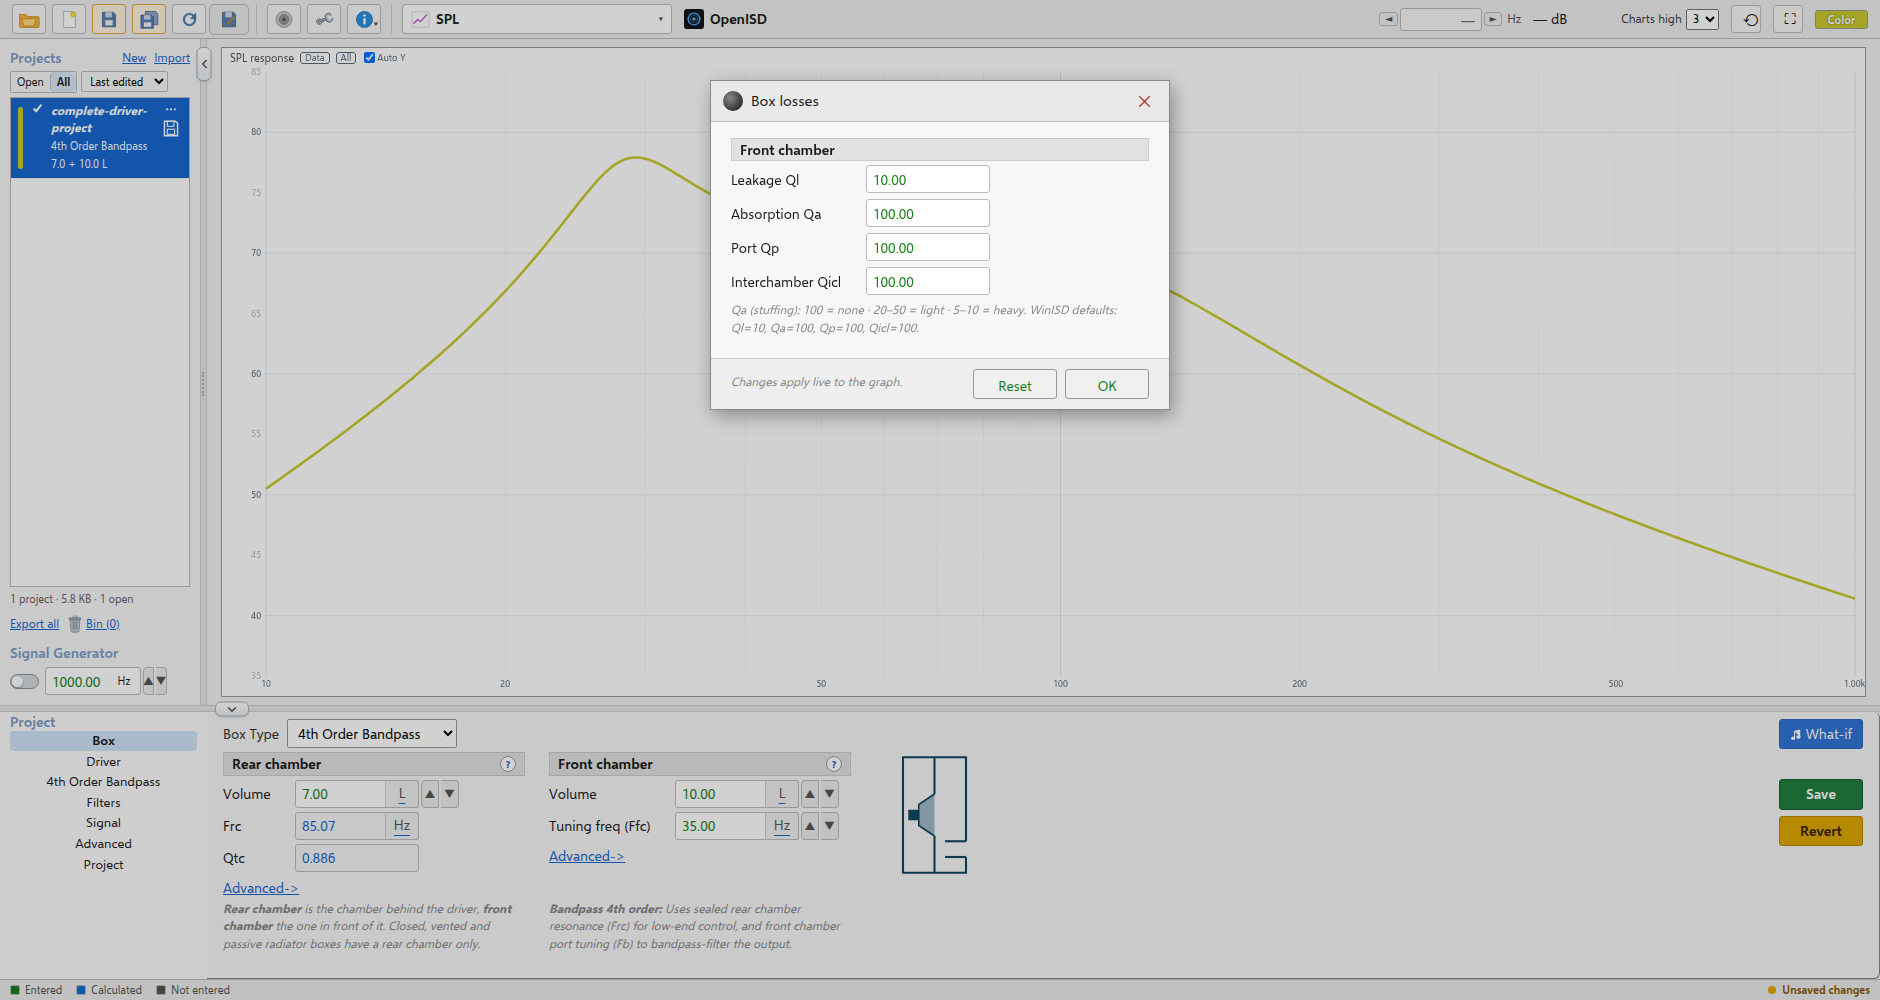 SPL
OpenISD
—
Hz
— dB
Charts high
3
Color
Projects
New
Import
Open
All
Last edited
complete-driver-
project
4th Order Bandpass
7.0 + 10.0 L
1 project · 5.8 KB · 1 open
Export all
Bin (0)
Signal Generator
1000.00 Hz
SPL response
Data
All
Auto Y
85
80
75
70
65
60
55
50
45
40
35
10
20
50
100
200
500
1.00k
Box losses
Front chamber
Leakage Ql
10.00
Absorption Qa
100.00
Port Qp
100.00
Interchamber Qicl
100.00
Qa (stuffing): 100 = none · 20–50 = light · 5–10 = heavy. WinISD defaults:
Ql=10, Qa=100, Qp=100, Qicl=100.
Changes apply live to the graph.
Reset
OK
Project
Box
Driver
4th Order Bandpass
Filters
Signal
Advanced
Project
Box Type
4th Order Bandpass
Rear chamber
?
Volume
7.00
L
Frc
85.07
Hz
Qtc
0.886
Advanced->
Rear chamber is the chamber behind the driver, front
chamber the one in front of it. Closed, vented and
passive radiator boxes have a rear chamber only.
Front chamber
?
Volume
10.00
L
Tuning freq (Ffc)
35.00
Hz
Advanced->
Bandpass 4th order: Uses sealed rear chamber
resonance (Frc) for low-end control, and front chamber
port tuning (Fb) to bandpass-filter the output.
What-if
Save
Revert
Entered
Calculated
Not entered
Unsaved changes